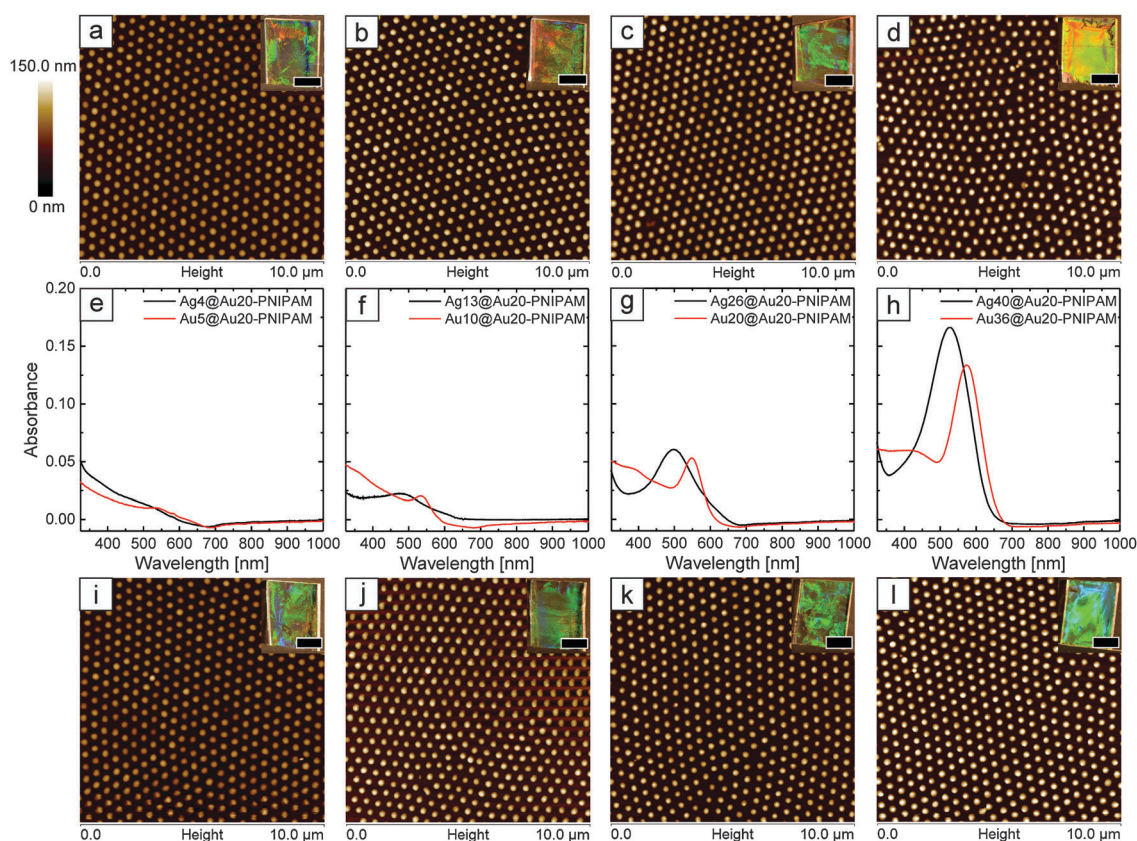 a
b
c
d
150.0 nm
0 nm
0.0 Height 10.0 µm
0.0 Height 10.0 µm
0.0 Height 10.0 µm
0.0 Height 10.0 µm
e
Ag4@Au20-PNIPAM
Au5@Au20-PNIPAM
f
Ag13@Au20-PNIPAM
Au10@Au20-PNIPAM
g
Ag26@Au20-PNIPAM
Au20@Au20-PNIPAM
h
Ag40@Au20-PNIPAM
Au36@Au20-PNIPAM
Absorbance
0.20
0.15
0.10
0.05
0.00
400 500 600 700 800 900 1000
400 500 600 700 800 900 1000
400 500 600 700 800 900 1000
400 500 600 700 800 900 1000
Wavelength [nm]
Wavelength [nm]
Wavelength [nm]
Wavelength [nm]
i
j
k
l
0.0 Height 10.0 µm
0.0 Height 10.0 µm
0.0 Height 10.0 µm
0.0 Height 10.0 µm